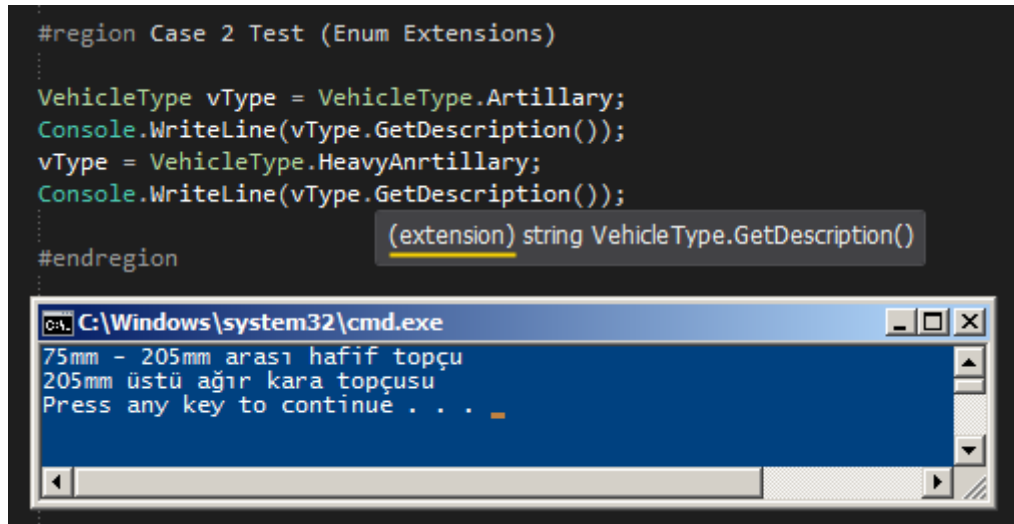 #region Case 2 Test (Enum Extensions)
VehicleType vType = VehicleType.Artillary;
Console.WriteLine(vType.GetDescription());
vType = VehicleType.HeavyAnrtillary;
Console.WriteLine(vType.GetDescription());
(extension) string VehicleType.GetDescription()
#endregion
C:\Windows\system32\cmd.exe
75mm - 205mm arası hafif topçu
205mm üstü ağır kara topçusu
Press any key to continue . . .